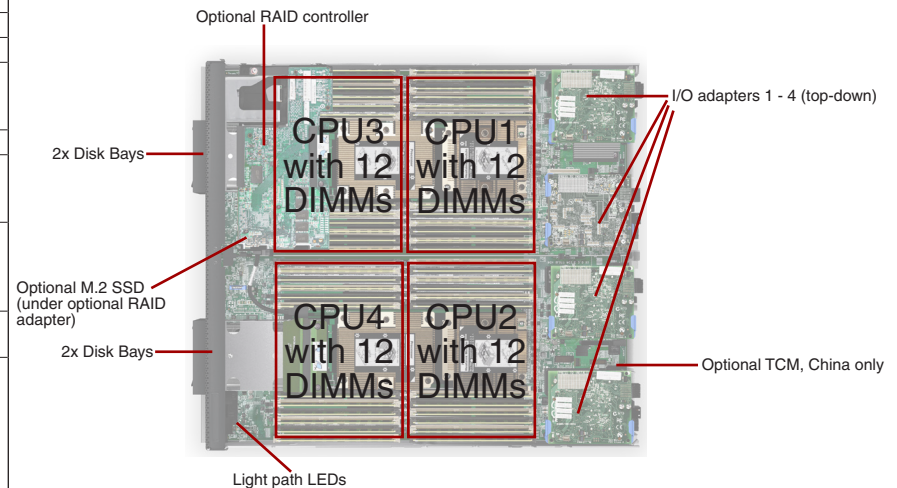 Optional RAID controller
I/O adapters 1 - 4 (top-down)
CPU3
with 12
DIMMs
CPU1
with 12
DIMMs
2x Disk Bays
Optional M.2 SSD
(under optional RAID
adapter)
CPU4
with 12
DIMMs
CPU2
with 12
DIMMs
2x Disk Bays
Optional TCM, China only
Light path LEDs